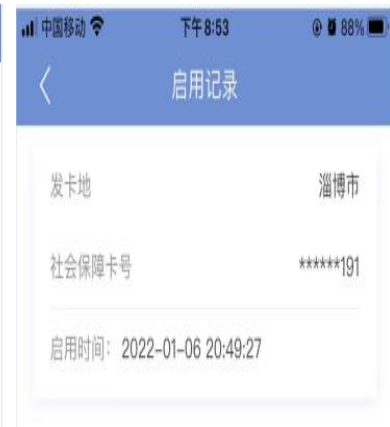 中国移动 下午8:53 88%
启用记录
发卡地 淄博市
社会保障卡号 ******191
启用时间：2022-01-06 20:49:27